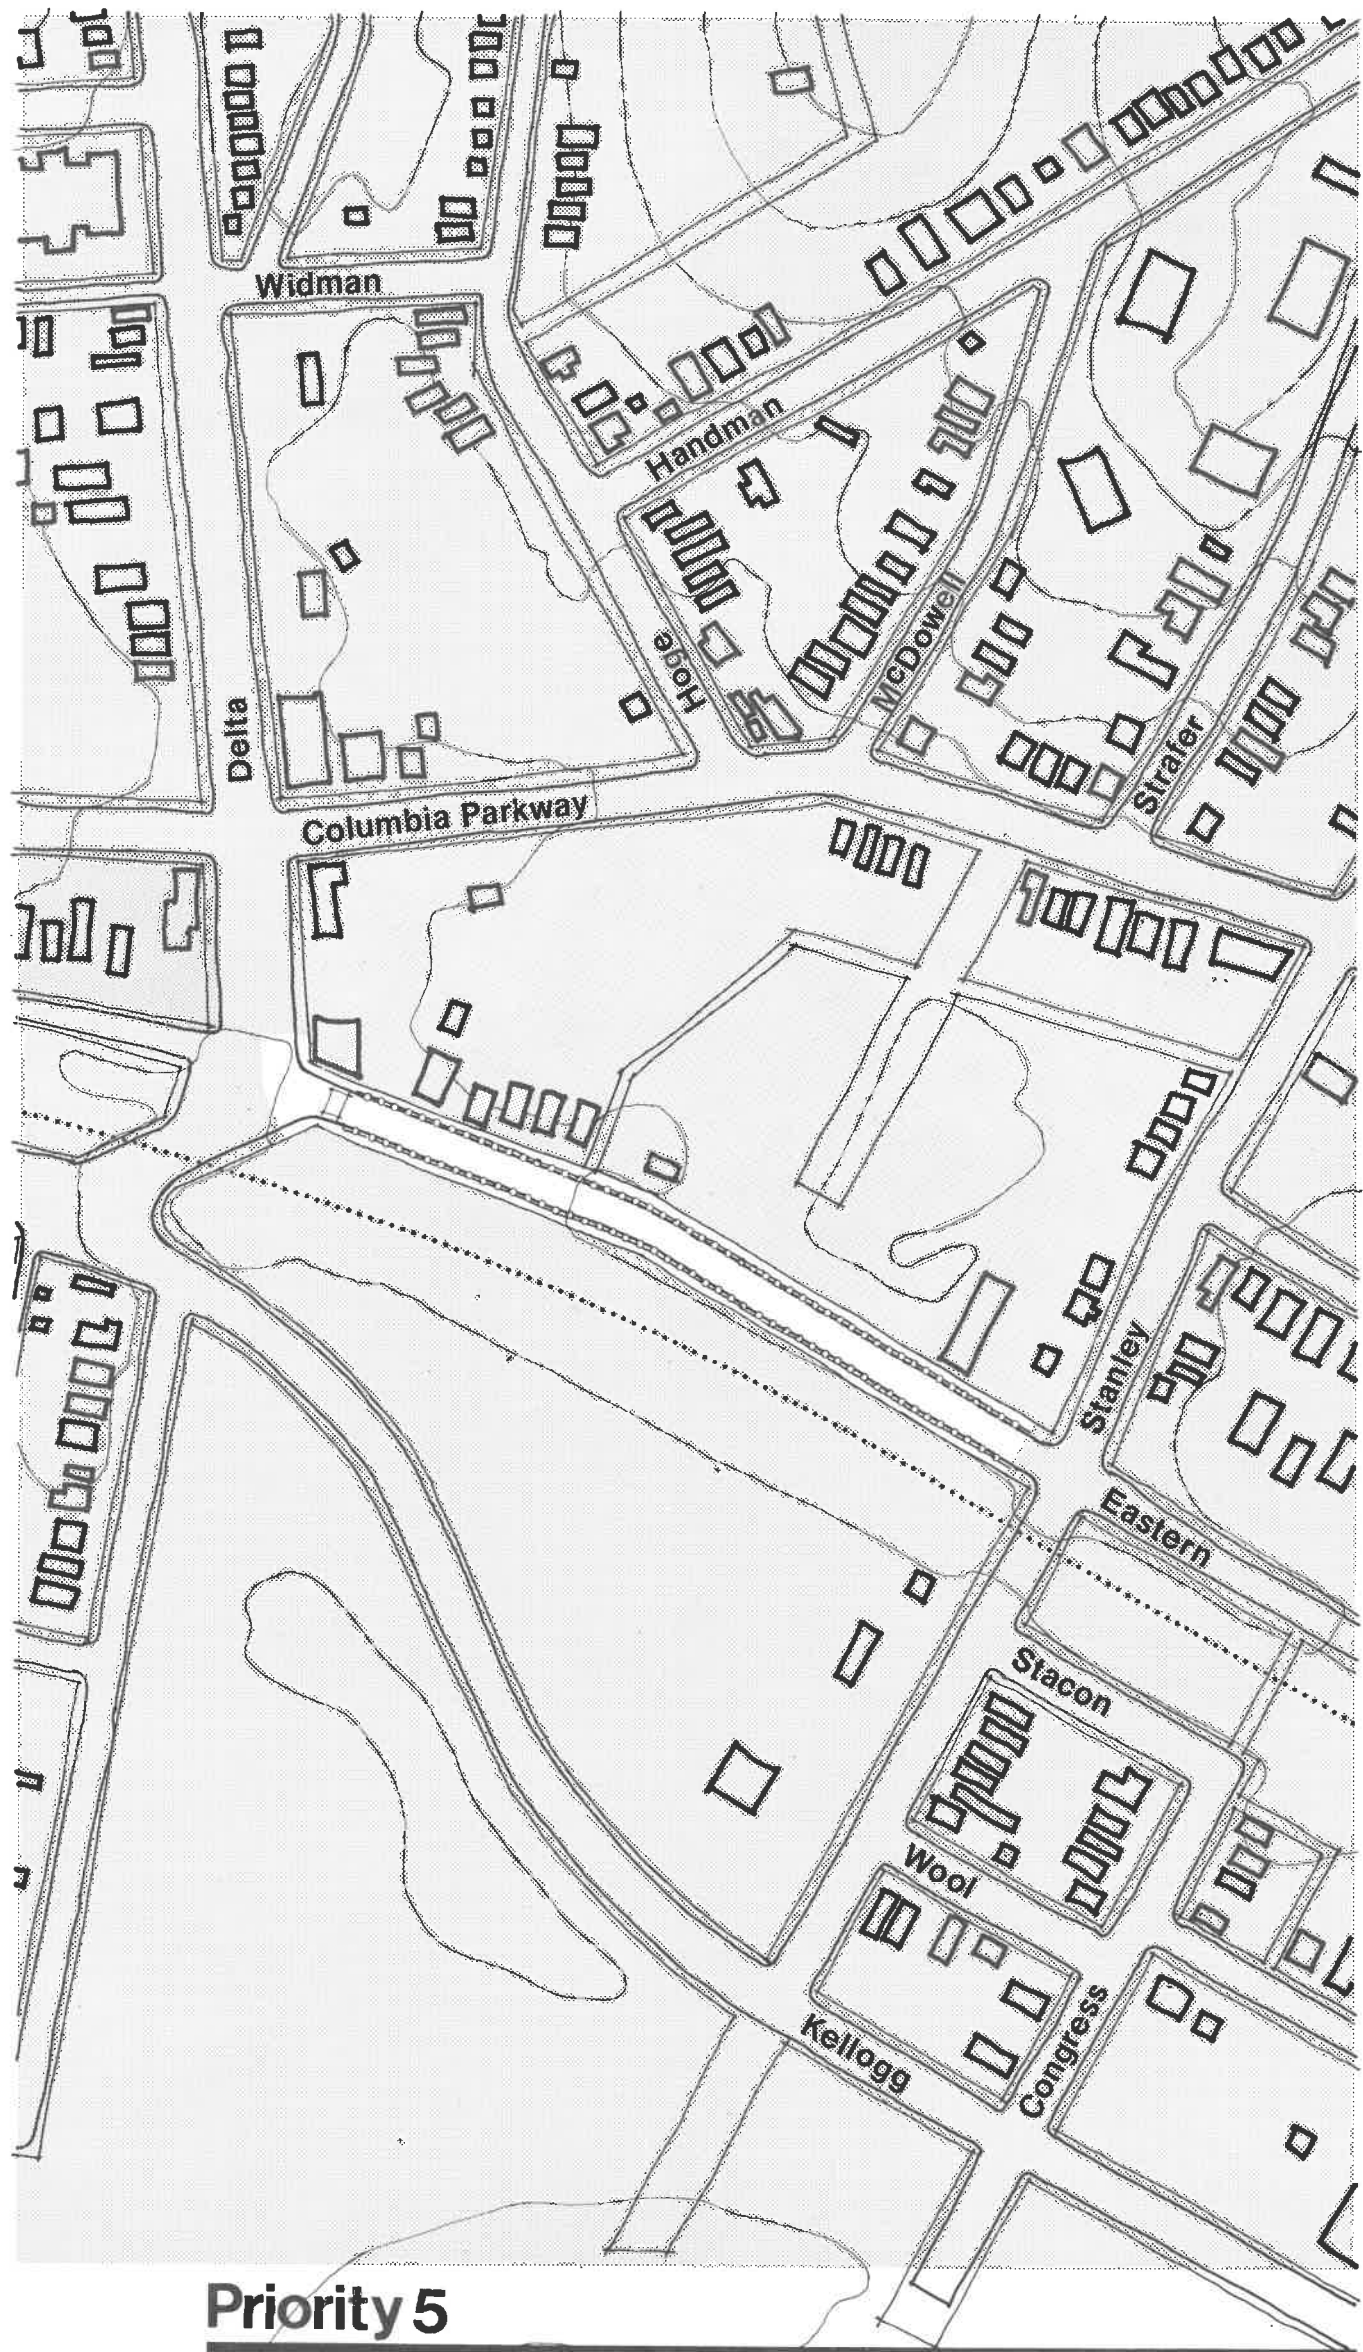 Widman
Handman
Hoge
McDowell
Delta
Strafer
Columbia Parkway
Stanley
Eastern
Stacon
Wool
Kellogg
Congress
Priority 5